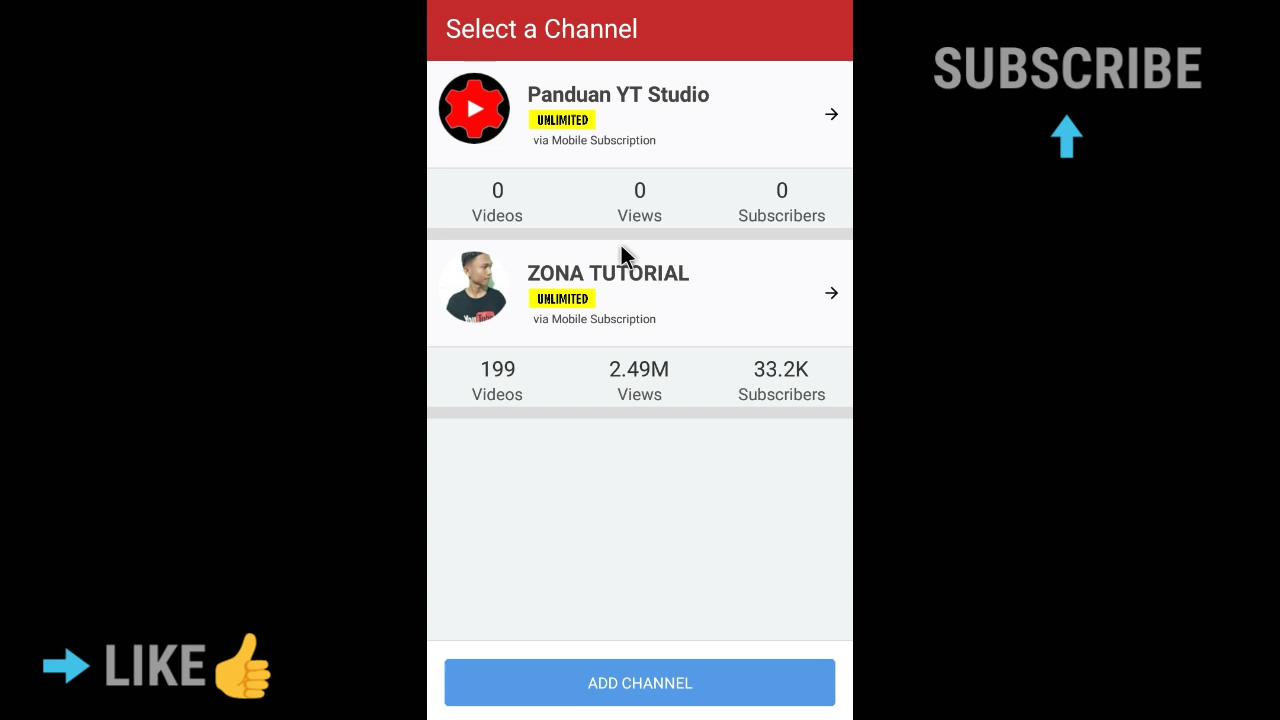 Select a Channel
SUBSCRIBE
Panduan YT Studio
UNLIMITED
via Mobile Subscription
0 0 0
Videos Views Subscribers
ZONA TUTORIAL
UNLIMITED
via Mobile Subscription
199 2.49M 33.2K
Videos Views Subscribers
LIKE
ADD CHANNEL